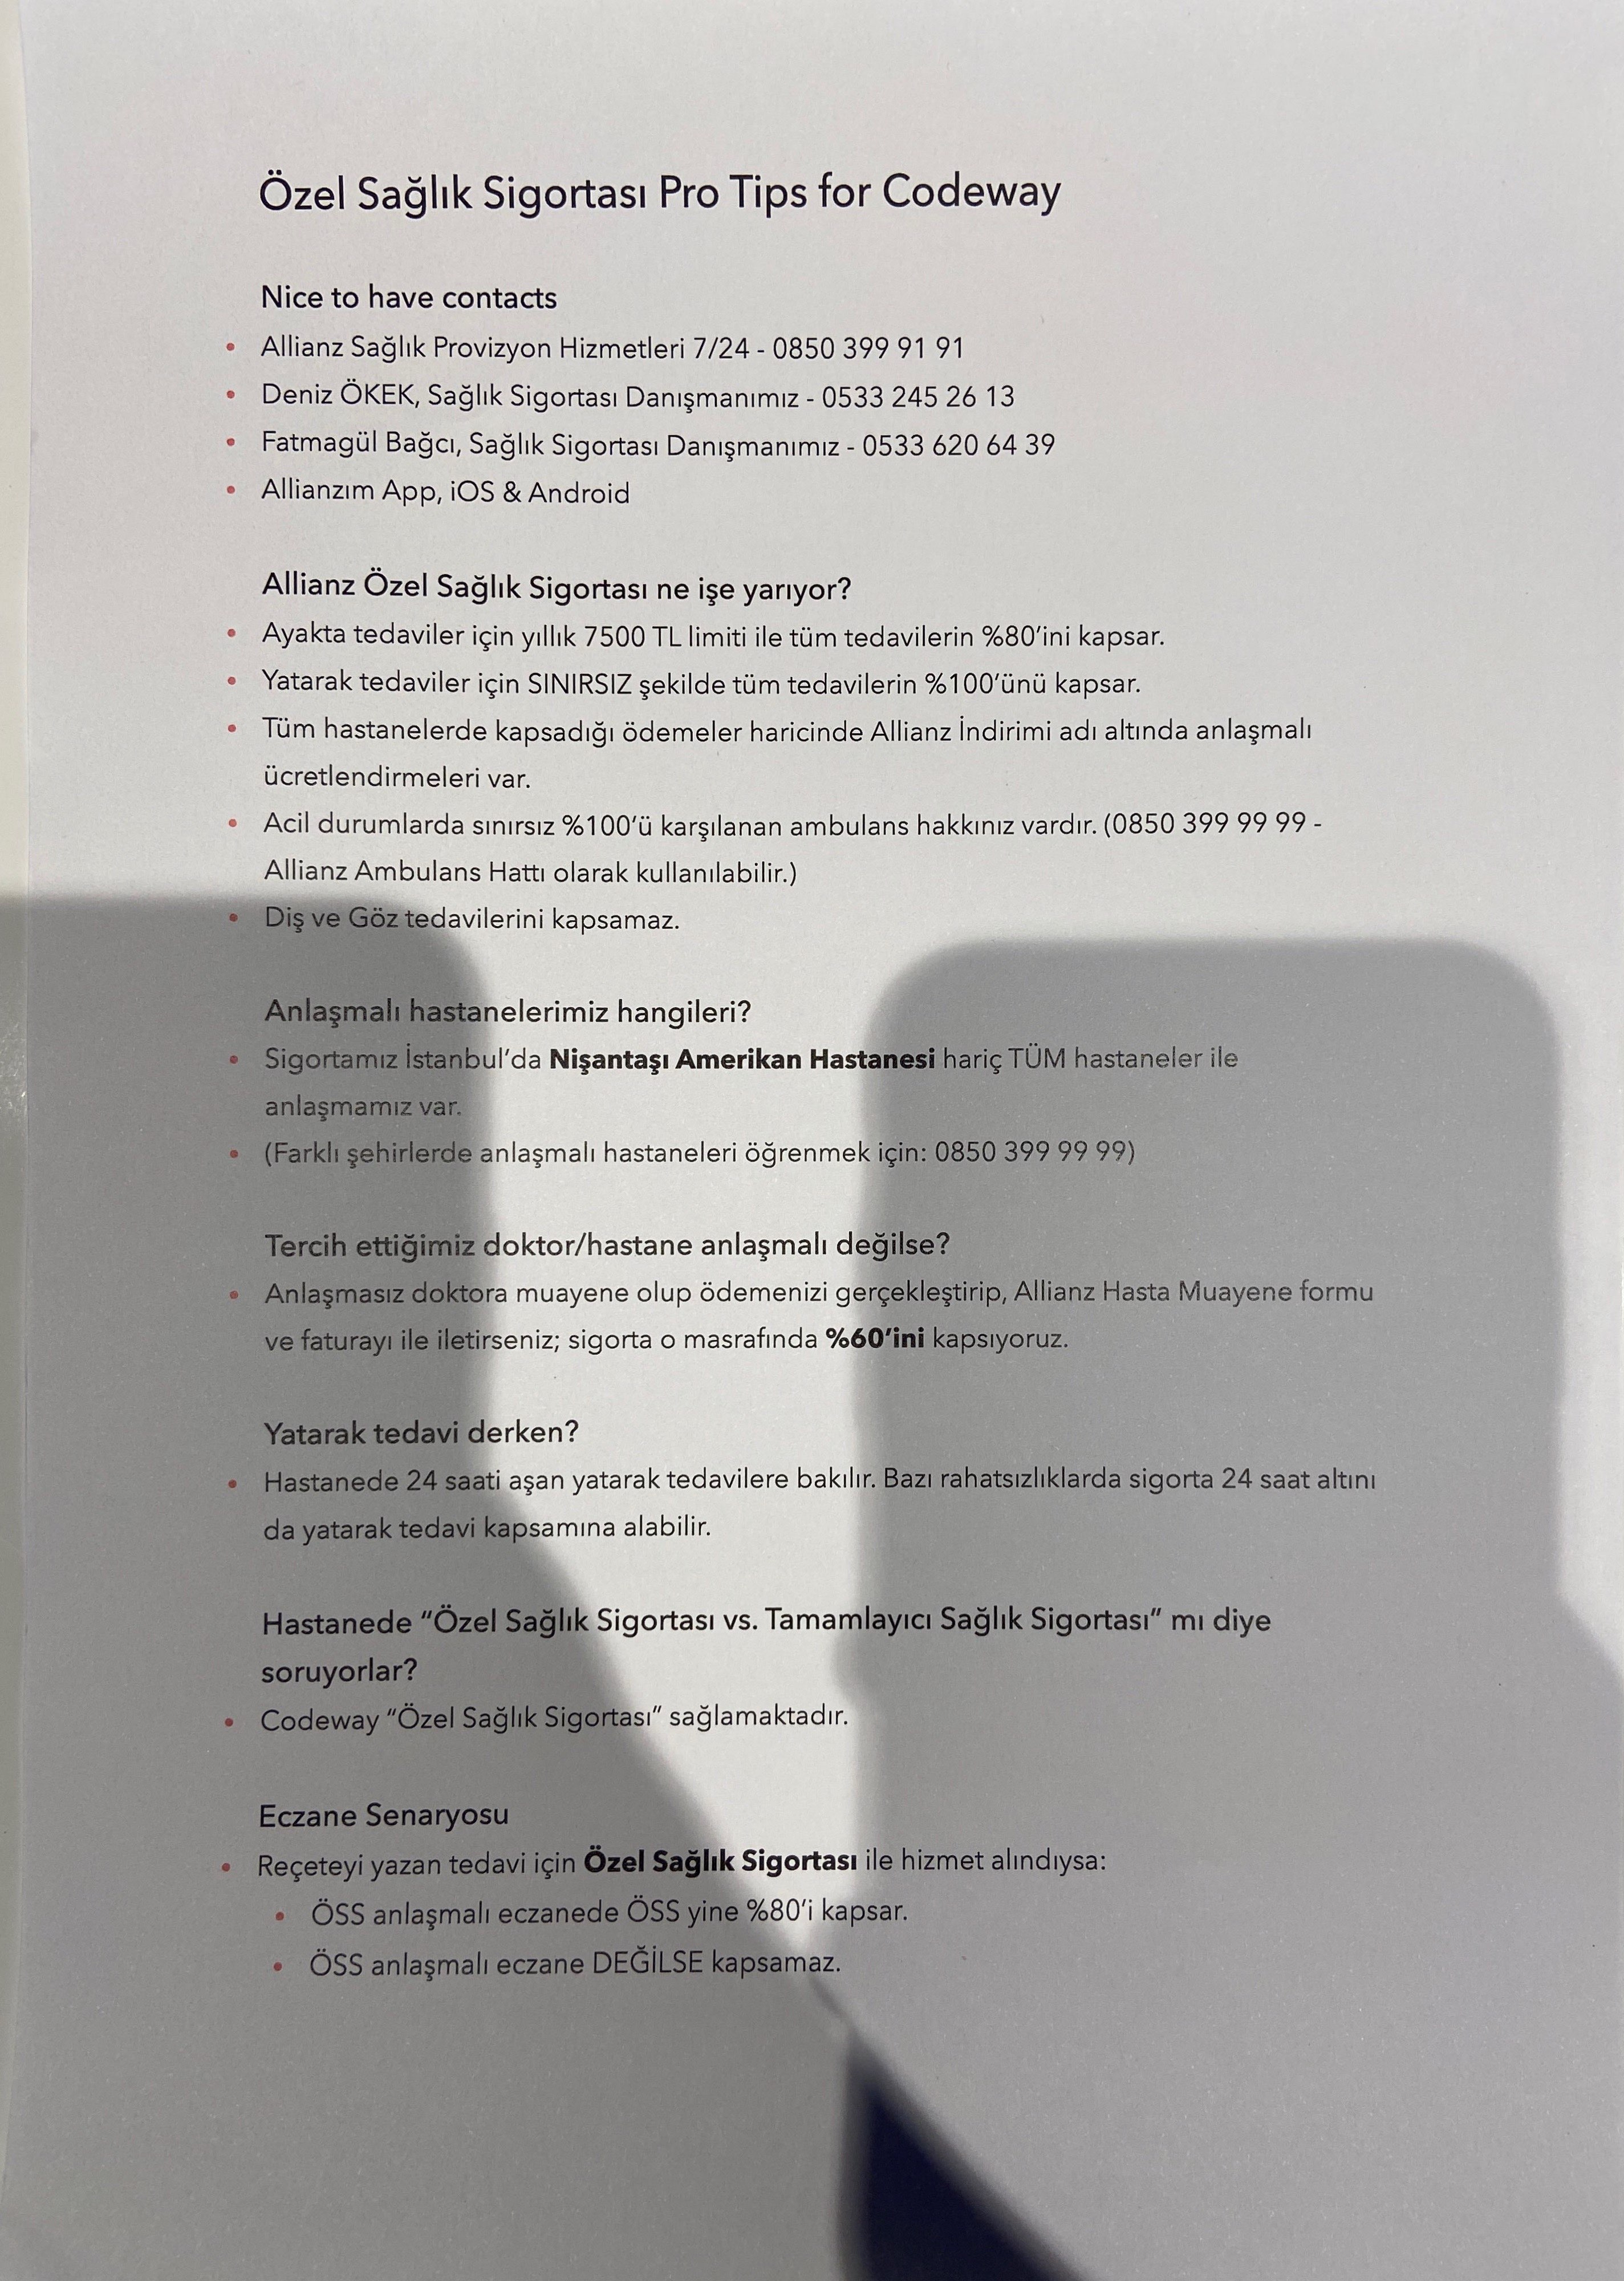 Özel Sağlık Sigortası Pro Tips for Codeway
Nice to have contacts
• Allianz Sağlık Provizyon Hizmetleri 7/24 - 0850 399 91 91
• Deniz ÖKEK, Sağlık Sigortası Danışmanımız - 0533 245 26 13
• Fatmagül Bağcı, Sağlık Sigortası Danışmanımız - 0533 620 64 39
• Allianzım App, iOS & Android
Allianz Özel Sağlık Sigortası ne işe yarıyor?
• Ayakta tedaviler için yıllık 7500 TL limiti ile tüm tedavilerin %80'ini kapsar.
• Yatarak tedaviler için SINIRSIZ şekilde tüm tedavilerin %100'ünü kapsar.
• Tüm hastanelerde kapsadığı ödemeler haricinde Allianz İndirimi adı altında anlaşmalı
ücretlendirmeleri var.
• Acil durumlarda sınırsız %100'ü karşılanan ambulans hakkınız vardır. (0850 399 99 99 -
Allianz Ambulans Hattı olarak kullanılabilir.)
• Diş ve Göz tedavilerini kapsamaz.
Anlaşmalı hastanelerimiz hangileri?
• Sigortamız İstanbul'da Nişantaşı Amerikan Hastanesi hariç TÜM hastaneler ile
anlaşmamız var.
• (Farklı şehirlerde anlaşmalı hastaneleri öğrenmek için: 0850 399 99 99)
Tercih ettiğimiz doktor/hastane anlaşmalı değilse?
• Anlaşmasız doktora muayene olup ödemenizi gerçekleştirip, Allianz Hasta Muayene formu
ve faturayı ile iletirseniz; sigorta o masrafında %60'ini kapsıyoruz.
Yatarak tedavi derken?
• Hastanede 24 saati aşan yatarak tedavilere bakılır. Bazı rahatsızlıklarda sigorta 24 saat altını
da yatarak tedavi kapsamına alabilir.
Hastanede "Özel Sağlık Sigortası vs. Tamamlayıcı Sağlık Sigortası" mı diye
soruyorlar?
• Codeway "Özel Sağlık Sigortası" sağlamaktadır.
Eczane Senaryosu
• Reçeteyi yazan tedavi için Özel Sağlık Sigortası ile hizmet alındıysa:
• ÖSS anlaşmalı eczanede ÖSS yine %80'i kapsar.
• ÖSS anlaşmalı eczane DEĞİLSE kapsamaz.